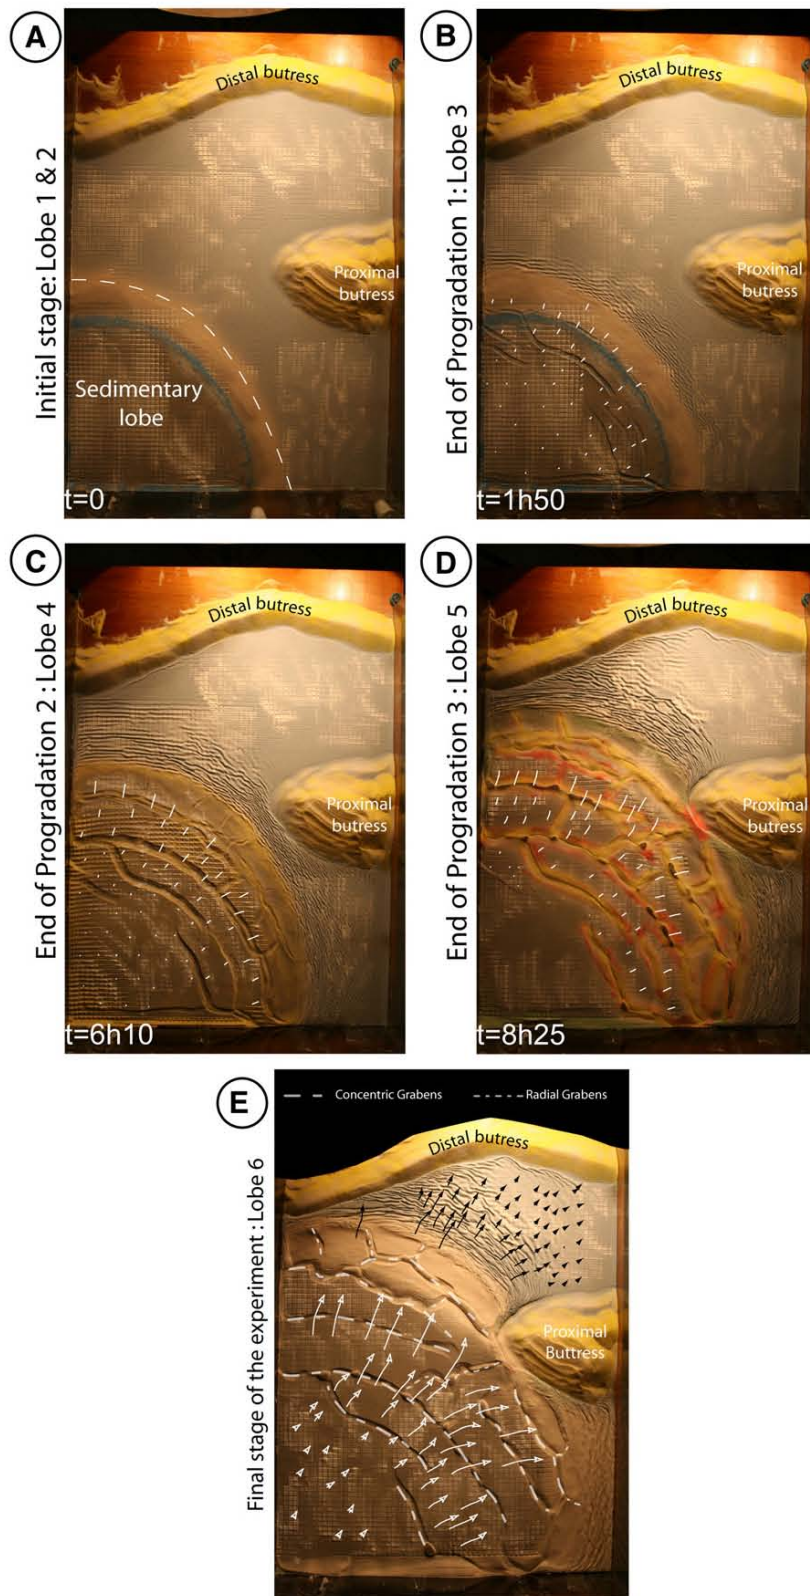 A
Initial stage: Lobe 1 & 2
Distal butress
Proximal
butress
Sedimentary
lobe
t=0
B
End of Progradation 1: Lobe 3
Distal butress
Proximal
butress
t=1h50
C
End of Progradation 2 : Lobe 4
Distal butress
Proximal
butress
t=6h10
D
End of Progradation 3 : Lobe 5
Distal butress
Proximal
butress
t=8h25
E
Final stage of the experiment : Lobe 6
Concentric Grabens
Radial Grabens
Distal butress
Proximal
Buttress